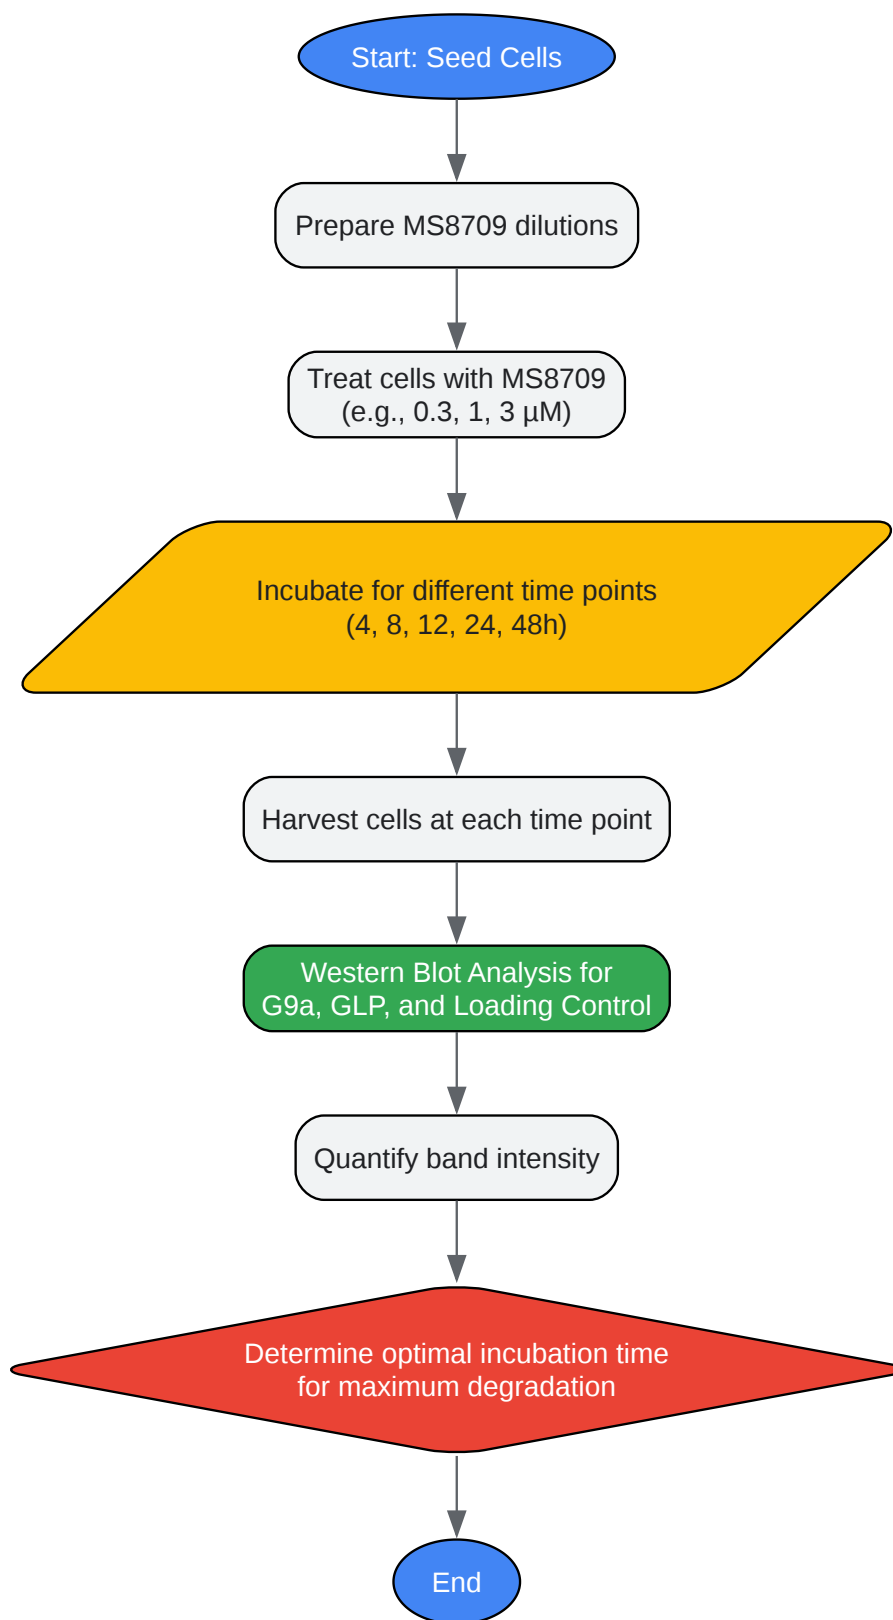 Start: Seed Cells
Prepare MS8709 dilutions
Treat cells with MS8709
(e.g., 0.3, 1, 3 µM)
Incubate for different time points
(4, 8, 12, 24, 48h)
Harvest cells at each time point
Western Blot Analysis for
G9a, GLP, and Loading Control
Quantify band intensity
Determine optimal incubation time
for maximum degradation
End